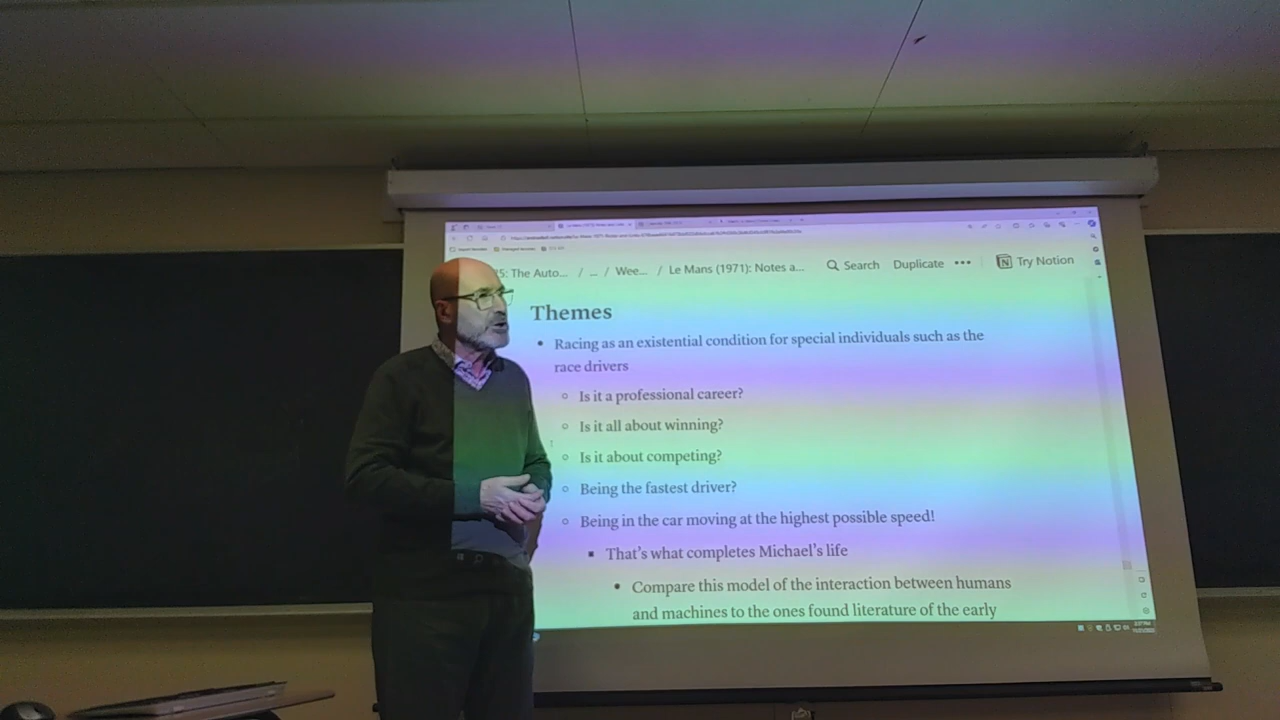 5: The Auto... / ... / Wee... / Le Mans (1971): Notes a... Search Duplicate ••• Try Notion
Themes
• Racing as an existential condition for special individuals such as the
race drivers
◦ Is it a professional career?
◦ Is it all about winning?
◦ Is it about competing?
◦ Being the fastest driver?
◦ Being in the car moving at the highest possible speed!
▪ That's what completes Michael's life
• Compare this model of the interaction between humans
and machines to the ones found literature of the early